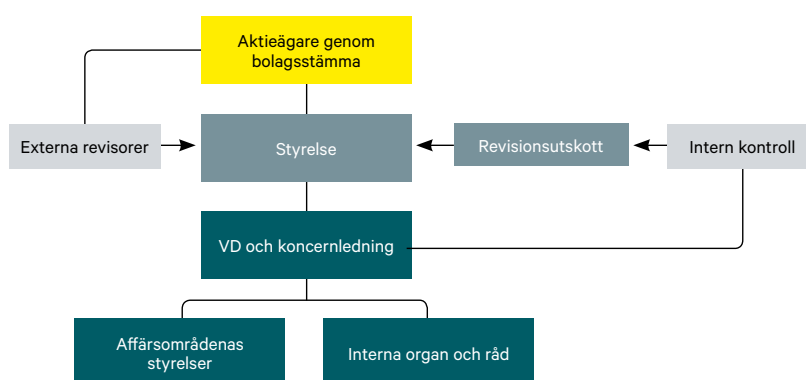 Aktieägare genom
bolagsstämma
Externa revisorer
Styrelse
Revisionsutskott
Intern kontroll
VD och koncernledning
Affärsområdenas
styrelser
Interna organ och råd